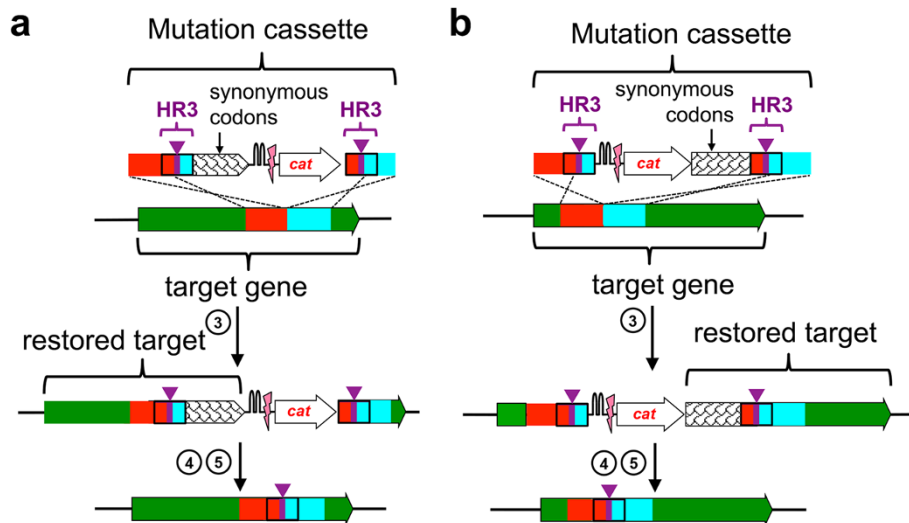 a
Mutation cassette
synonymous
codons
HR3
HR3
cat
target gene
3
restored target
cat
4 5
b
Mutation cassette
synonymous
codons
HR3
HR3
cat
target gene
3
restored target
cat
4 5